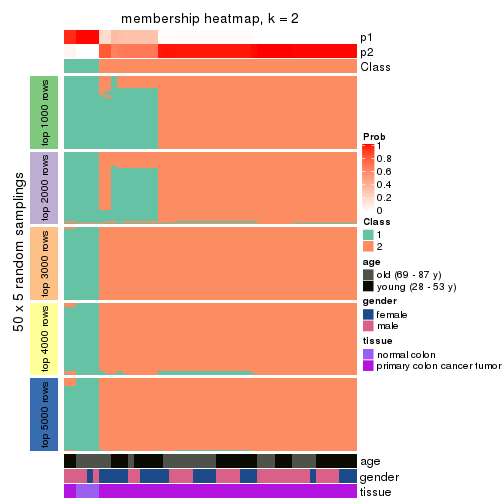 membership heatmap, k = 2
p1
p2
Class
50 x 5 random samplings
top 1000 rows
top 2000 rows
top 3000 rows
top 4000 rows
top 5000 rows
Prob
1
0.8
0.6
0.4
0.2
0
Class
1
2
age
old (69 - 87 y)
young (28 - 53 y)
gender
female
male
tissue
normal colon
primary colon cancer tumor
age
gender
tissue